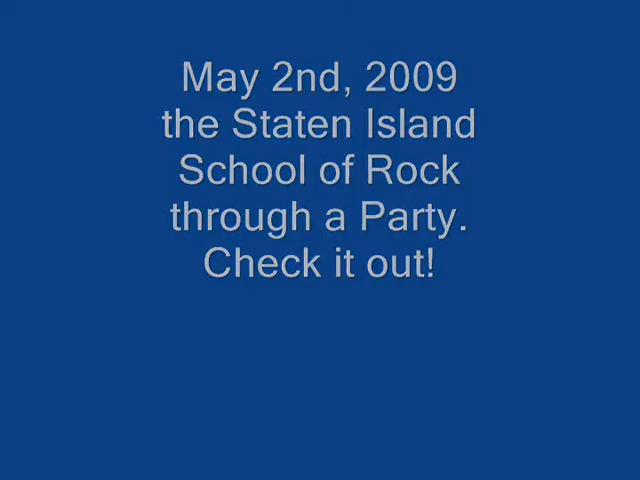 May 2nd, 2009
the Staten Island
School of Rock
through a Party.
Check it out!